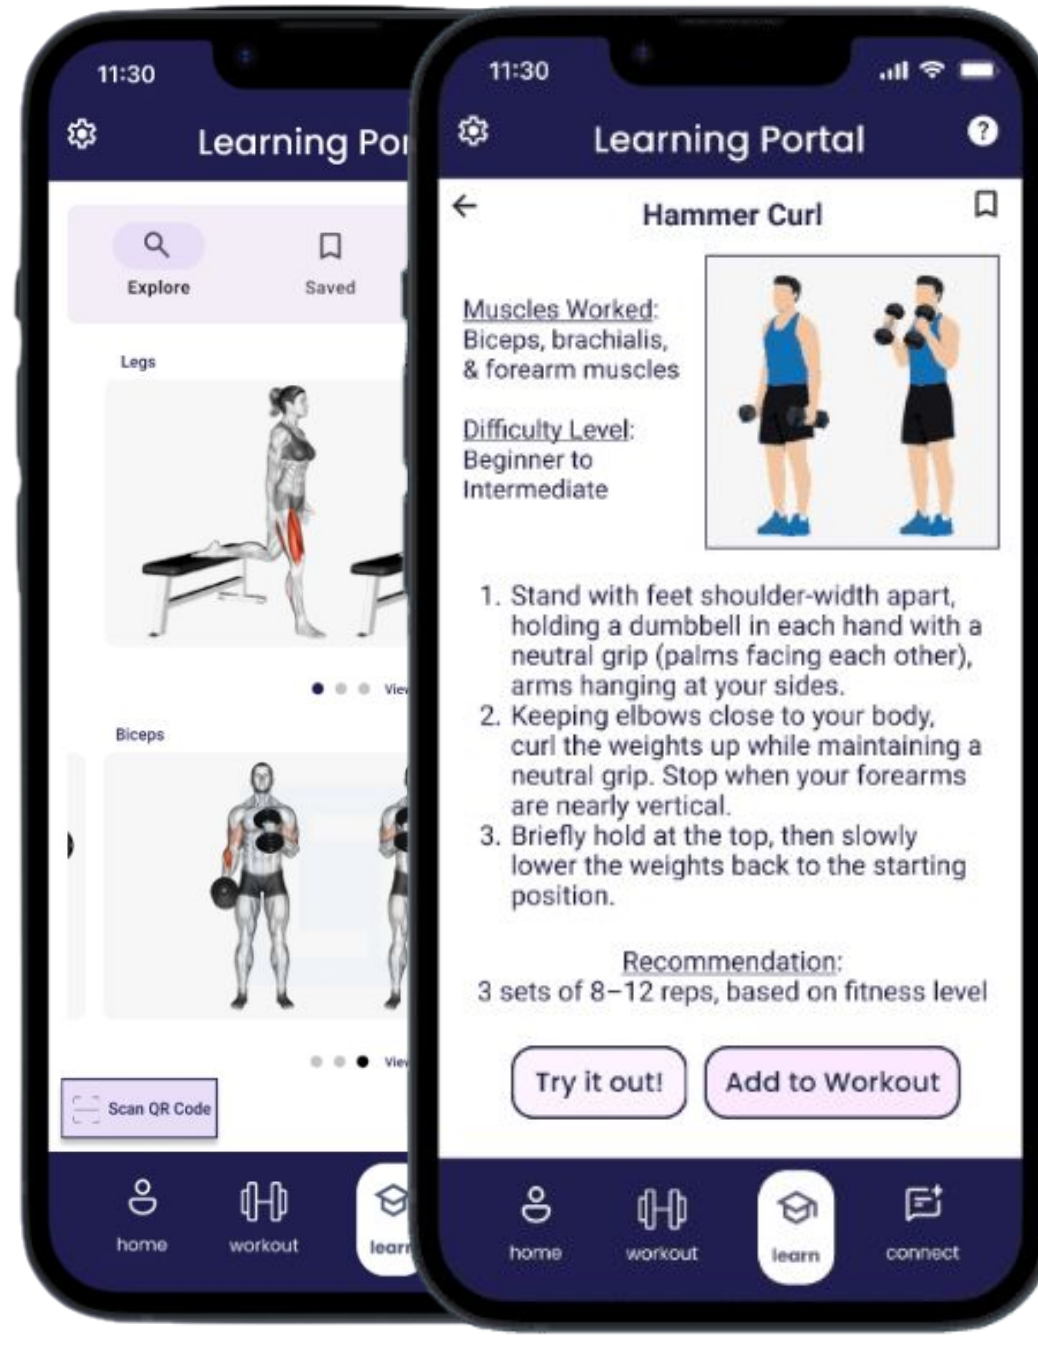 11:30
Learning Por
Explore
Saved
Legs
Biceps
Scan QR Code
home
workout
11:30
Learning Portal
?
Hammer Curl
Muscles Worked:
Biceps, brachialis,
& forearm muscles
Difficulty Level:
Beginner to
Intermediate
1. Stand with feet shoulder-width apart,
holding a dumbbell in each hand with a
neutral grip (palms facing each other),
arms hanging at your sides.
2. Keeping elbows close to your body,
curl the weights up while maintaining a
neutral grip. Stop when your forearms
are nearly vertical.
3. Briefly hold at the top, then slowly
lower the weights back to the starting
position.
Recommendation:
3 sets of 8–12 reps, based on fitness level
Try it out!
Add to Workout
home
workout
learn
connect